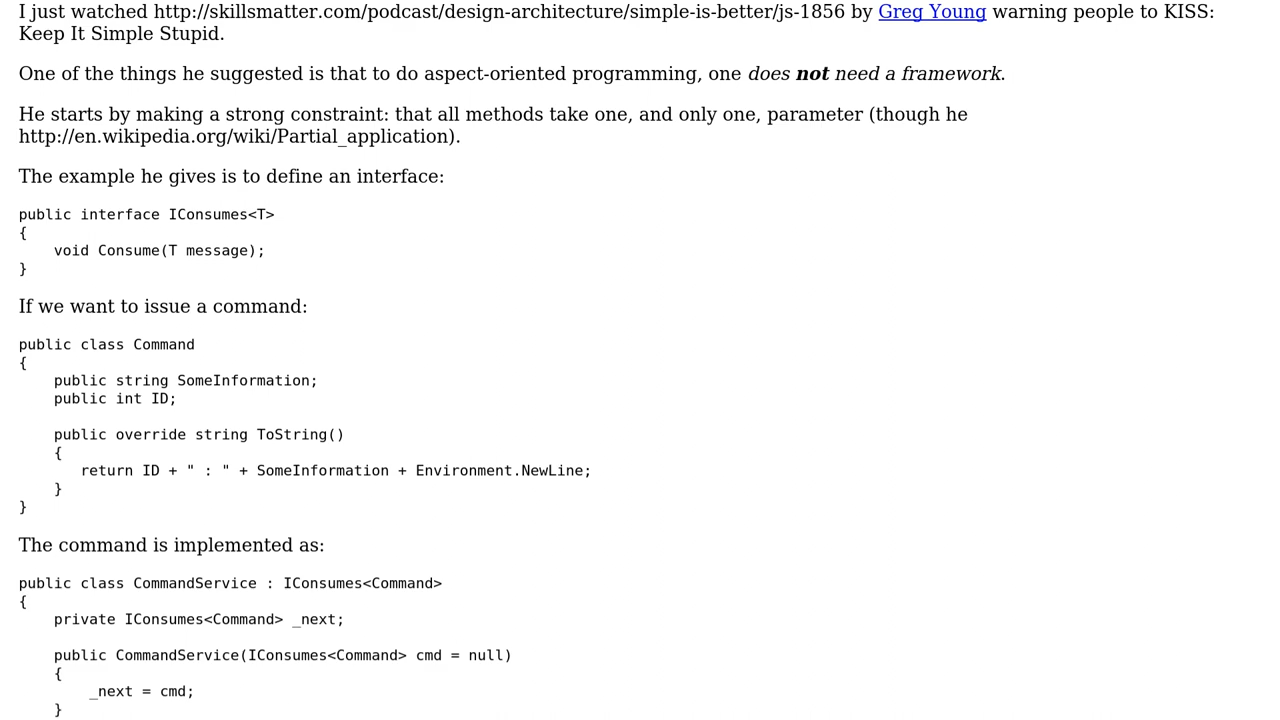 I just watched http://skillsmatter.com/podcast/design-architecture/simple-is-better/js-1856 by Greg Young warning people to KISS:
Keep It Simple Stupid.
One of the things he suggested is that to do aspect-oriented programming, one does not need a framework.
He starts by making a strong constraint: that all methods take one, and only one, parameter (though he
http://en.wikipedia.org/wiki/Partial_application).
The example he gives is to define an interface:
public interface IConsumes<T>
{
    void Consume(T message);
}
If we want to issue a command:
public class Command
{
    public string SomeInformation;
    public int ID;
    public override string ToString()
    {
       return ID + " : " + SomeInformation + Environment.NewLine;
    }
}
The command is implemented as:
public class CommandService : IConsumes<Command>
{
    private IConsumes<Command> _next;
    public CommandService(IConsumes<Command> cmd = null)
    {
        _next = cmd;
    }